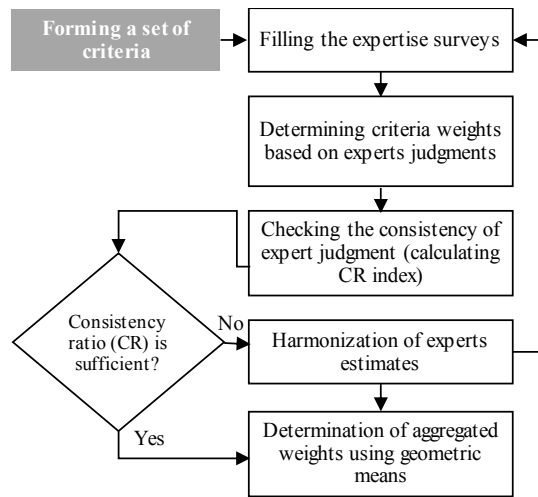 Forming a set of
criteria
Filling the expertise surveys
Determining criteria weights
based on experts judgments
Checking the consistency of
expert judgment (calculating
CR index)
Consistency
ratio (CR) is
sufficient?
No
Harmonization of experts
estimates
Yes
Determination of aggregated
weights using geometric
means